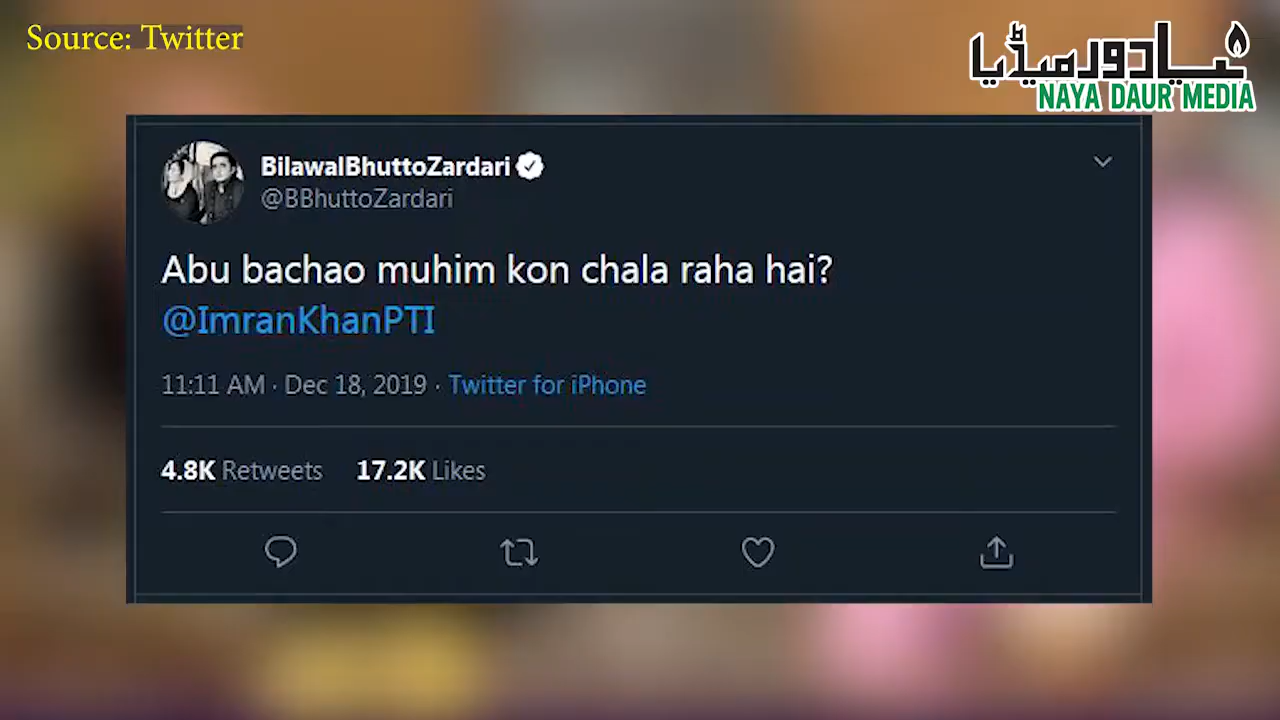 Source: Twitter
نیا دور میڈیا
NAYA DAUR MEDIA
BilawalBhuttoZardari
@BBhuttoZardari
Abu bachao muhim kon chala raha hai?
@ImranKhanPTI
11:11 AM · Dec 18, 2019 · Twitter for iPhone
4.8K Retweets 17.2K Likes